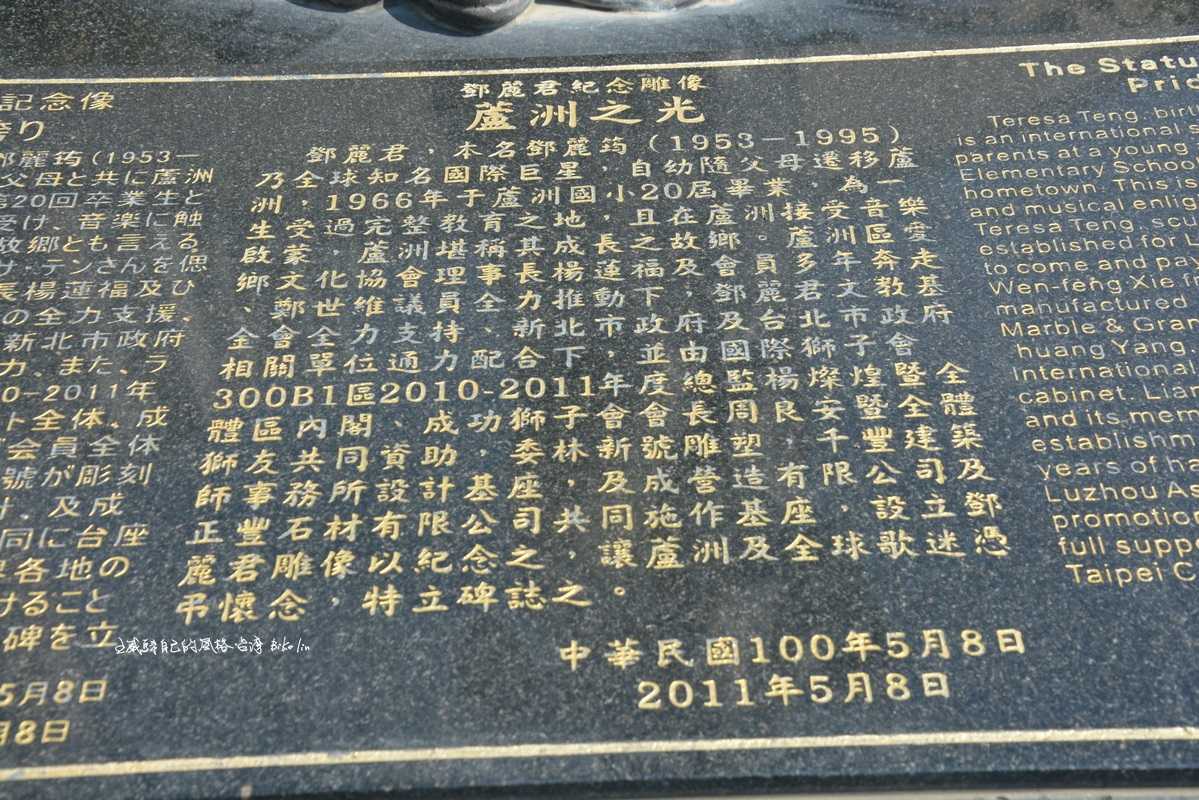 記念像
誇り
鄧麗筠(1953—
父母と共に蘆洲
第20回卒業生と
受け、音楽に触
故郷とも言える
サ・テンさんを偲
長楊蓮福及ひ
の全力支援、
新北市政府
力、また、ラ
0-2011年
ト全体、成
会員全体
號が彫刻
計、及成
同に台座
界各地の
けること
碑を立
5月8日
月8日
鄧麗君紀念雕像
蘆洲之光
鄧麗君，本名鄧麗筠（1953－1995）
乃全球知名國際巨星，自幼隨父母遷移蘆
洲，1966年于蘆洲國小20屆畢業，為一
生受過完整教育之地，且在蘆洲接受音樂
啟蒙，蘆洲堪稱其成長之故鄉。蘆洲區愛
鄉文化協會理事長楊蓮福及會員多年奔走
、鄭世維議員全力推動下，鄧麗君文教基
金會全力支持、新北市政府及台北市政府
相關單位通力配合下，並由國際獅子會
300B1區2010-2011年度總監楊燦煌暨全
體區內閣、成功獅子會會長周良安暨全體
獅友共同資助，委林新號雕塑，千豐建築
師事務所設計基座，及成營造有限公司及
正豐石材有限公司共同施作基座，設立鄧
麗君雕像以紀念之，讓蘆洲及全球歌迷憑
弔懷念，特立碑誌之。
中華民國100年5月8日
2011年5月8日
The Statu
Prid
Teresa Teng, birt
is an international s
parents at a young
Elementary School
hometown. This is
and musical enlig
Teresa Teng, scu
established for L
to come and pay
Wen-feng Xie f
manufactured
Marble & Gran
huang Yang,
International
cabinet, Lian
and its mem
establishm
years of ha
Luzhou Ac
promotion
full suppo
Taipei C
自己的風格 台灣 Biko lin